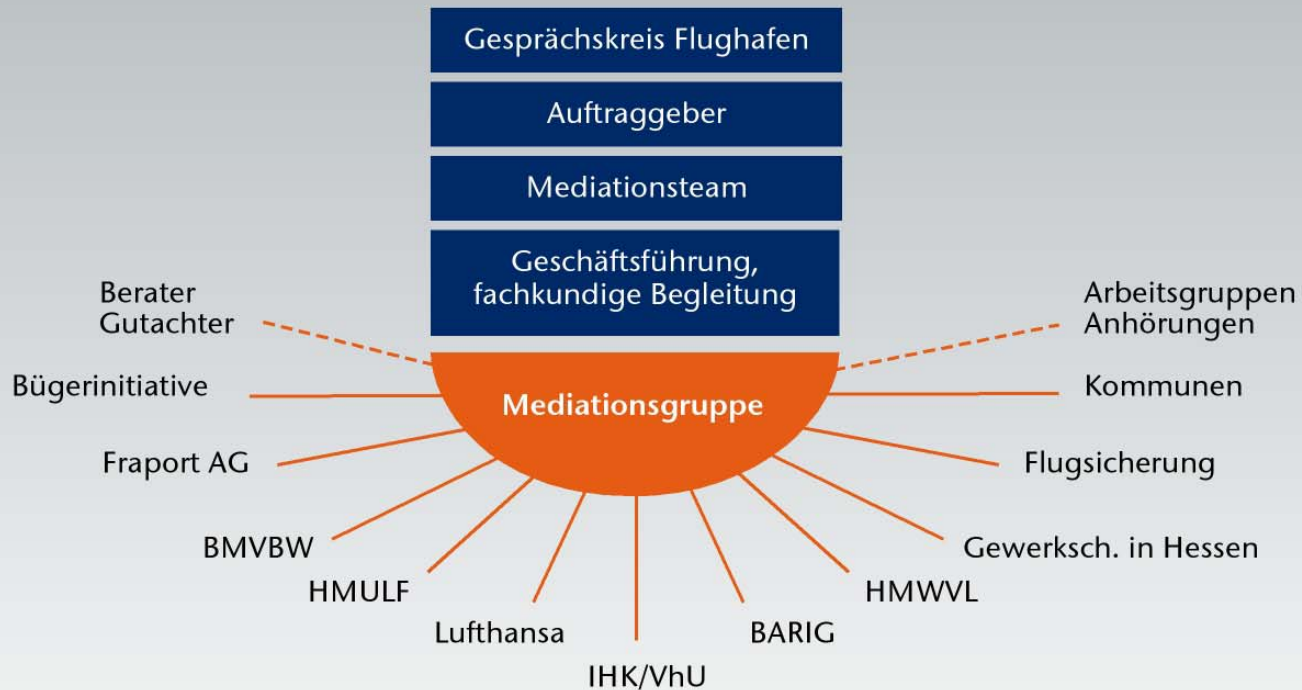 Gesprächskreis Flughafen
Auftraggeber
Mediationsteam
Geschäftsführung,
fachkundige Begleitung
Mediationsgruppe
Berater
Gutachter
Bügerinitiative
Fraport AG
BMVBW
HMULF
Lufthansa
IHK/VhU
BARIG
HMWVL
Gewerksch. in Hessen
Flugsicherung
Kommunen
Arbeitsgruppen
Anhörungen